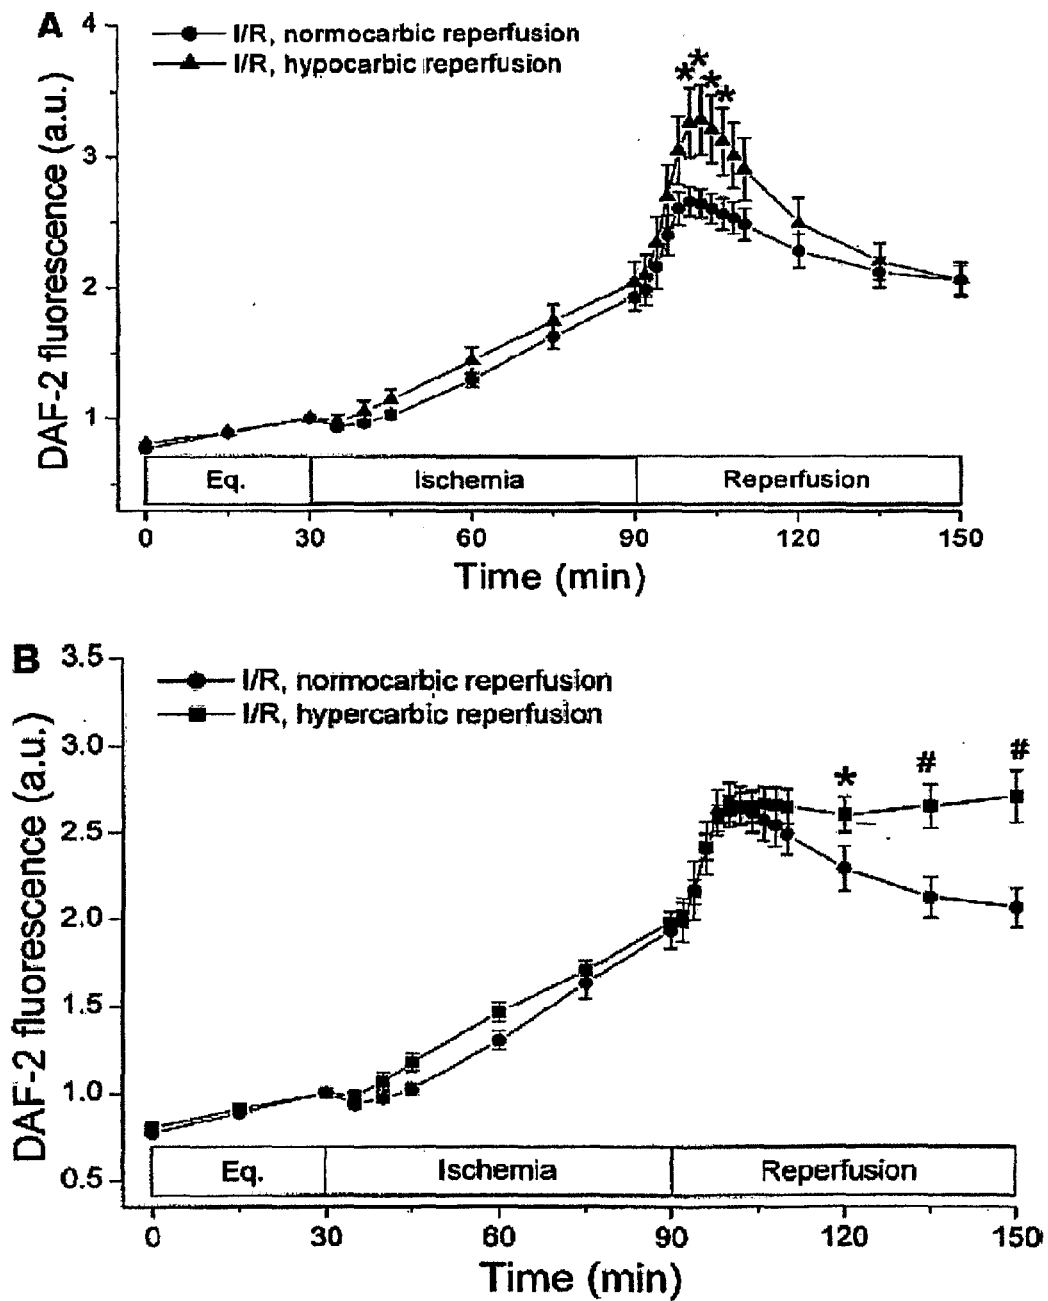 A
4
I/R, normocarbic reperfusion
I/R, hypocarbic reperfusion
* * * *
3
2
1
DAF-2 fluorescence (a.u.)
Eq. Ischemia Reperfusion
0 30 60 90 120 150
Time (min)
B
3.5
I/R, normocarbic reperfusion
I/R, hypercarbic reperfusion
3.0
* # #
2.5
2.0
1.5
1.0
0.5
DAF-2 fluorescence (a.u.)
Eq. Ischemia Reperfusion
0 30 60 90 120 150
Time (min)